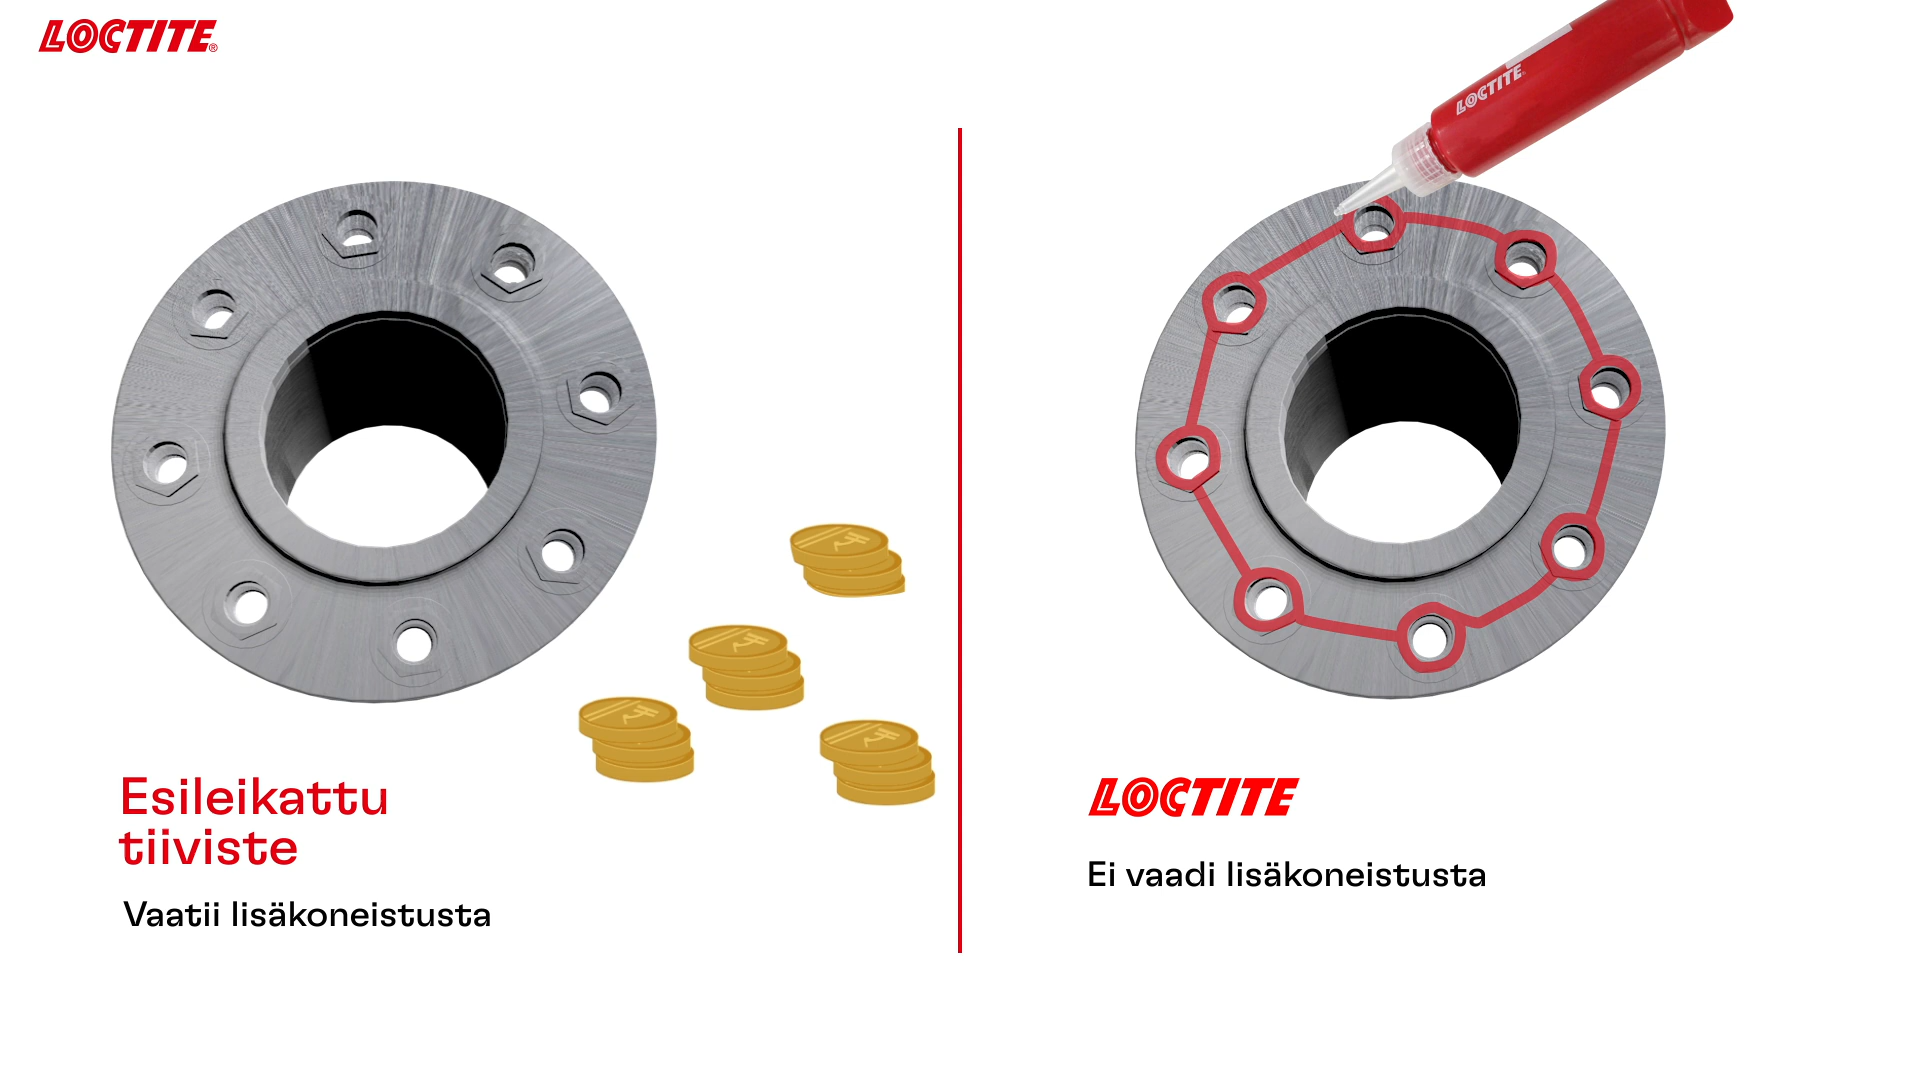 LOCTITE®
LOCTITE
Esileikattu
tiiviste
Vaatii lisäkoneistusta
LOCTITE
Ei vaadi lisäkoneistusta